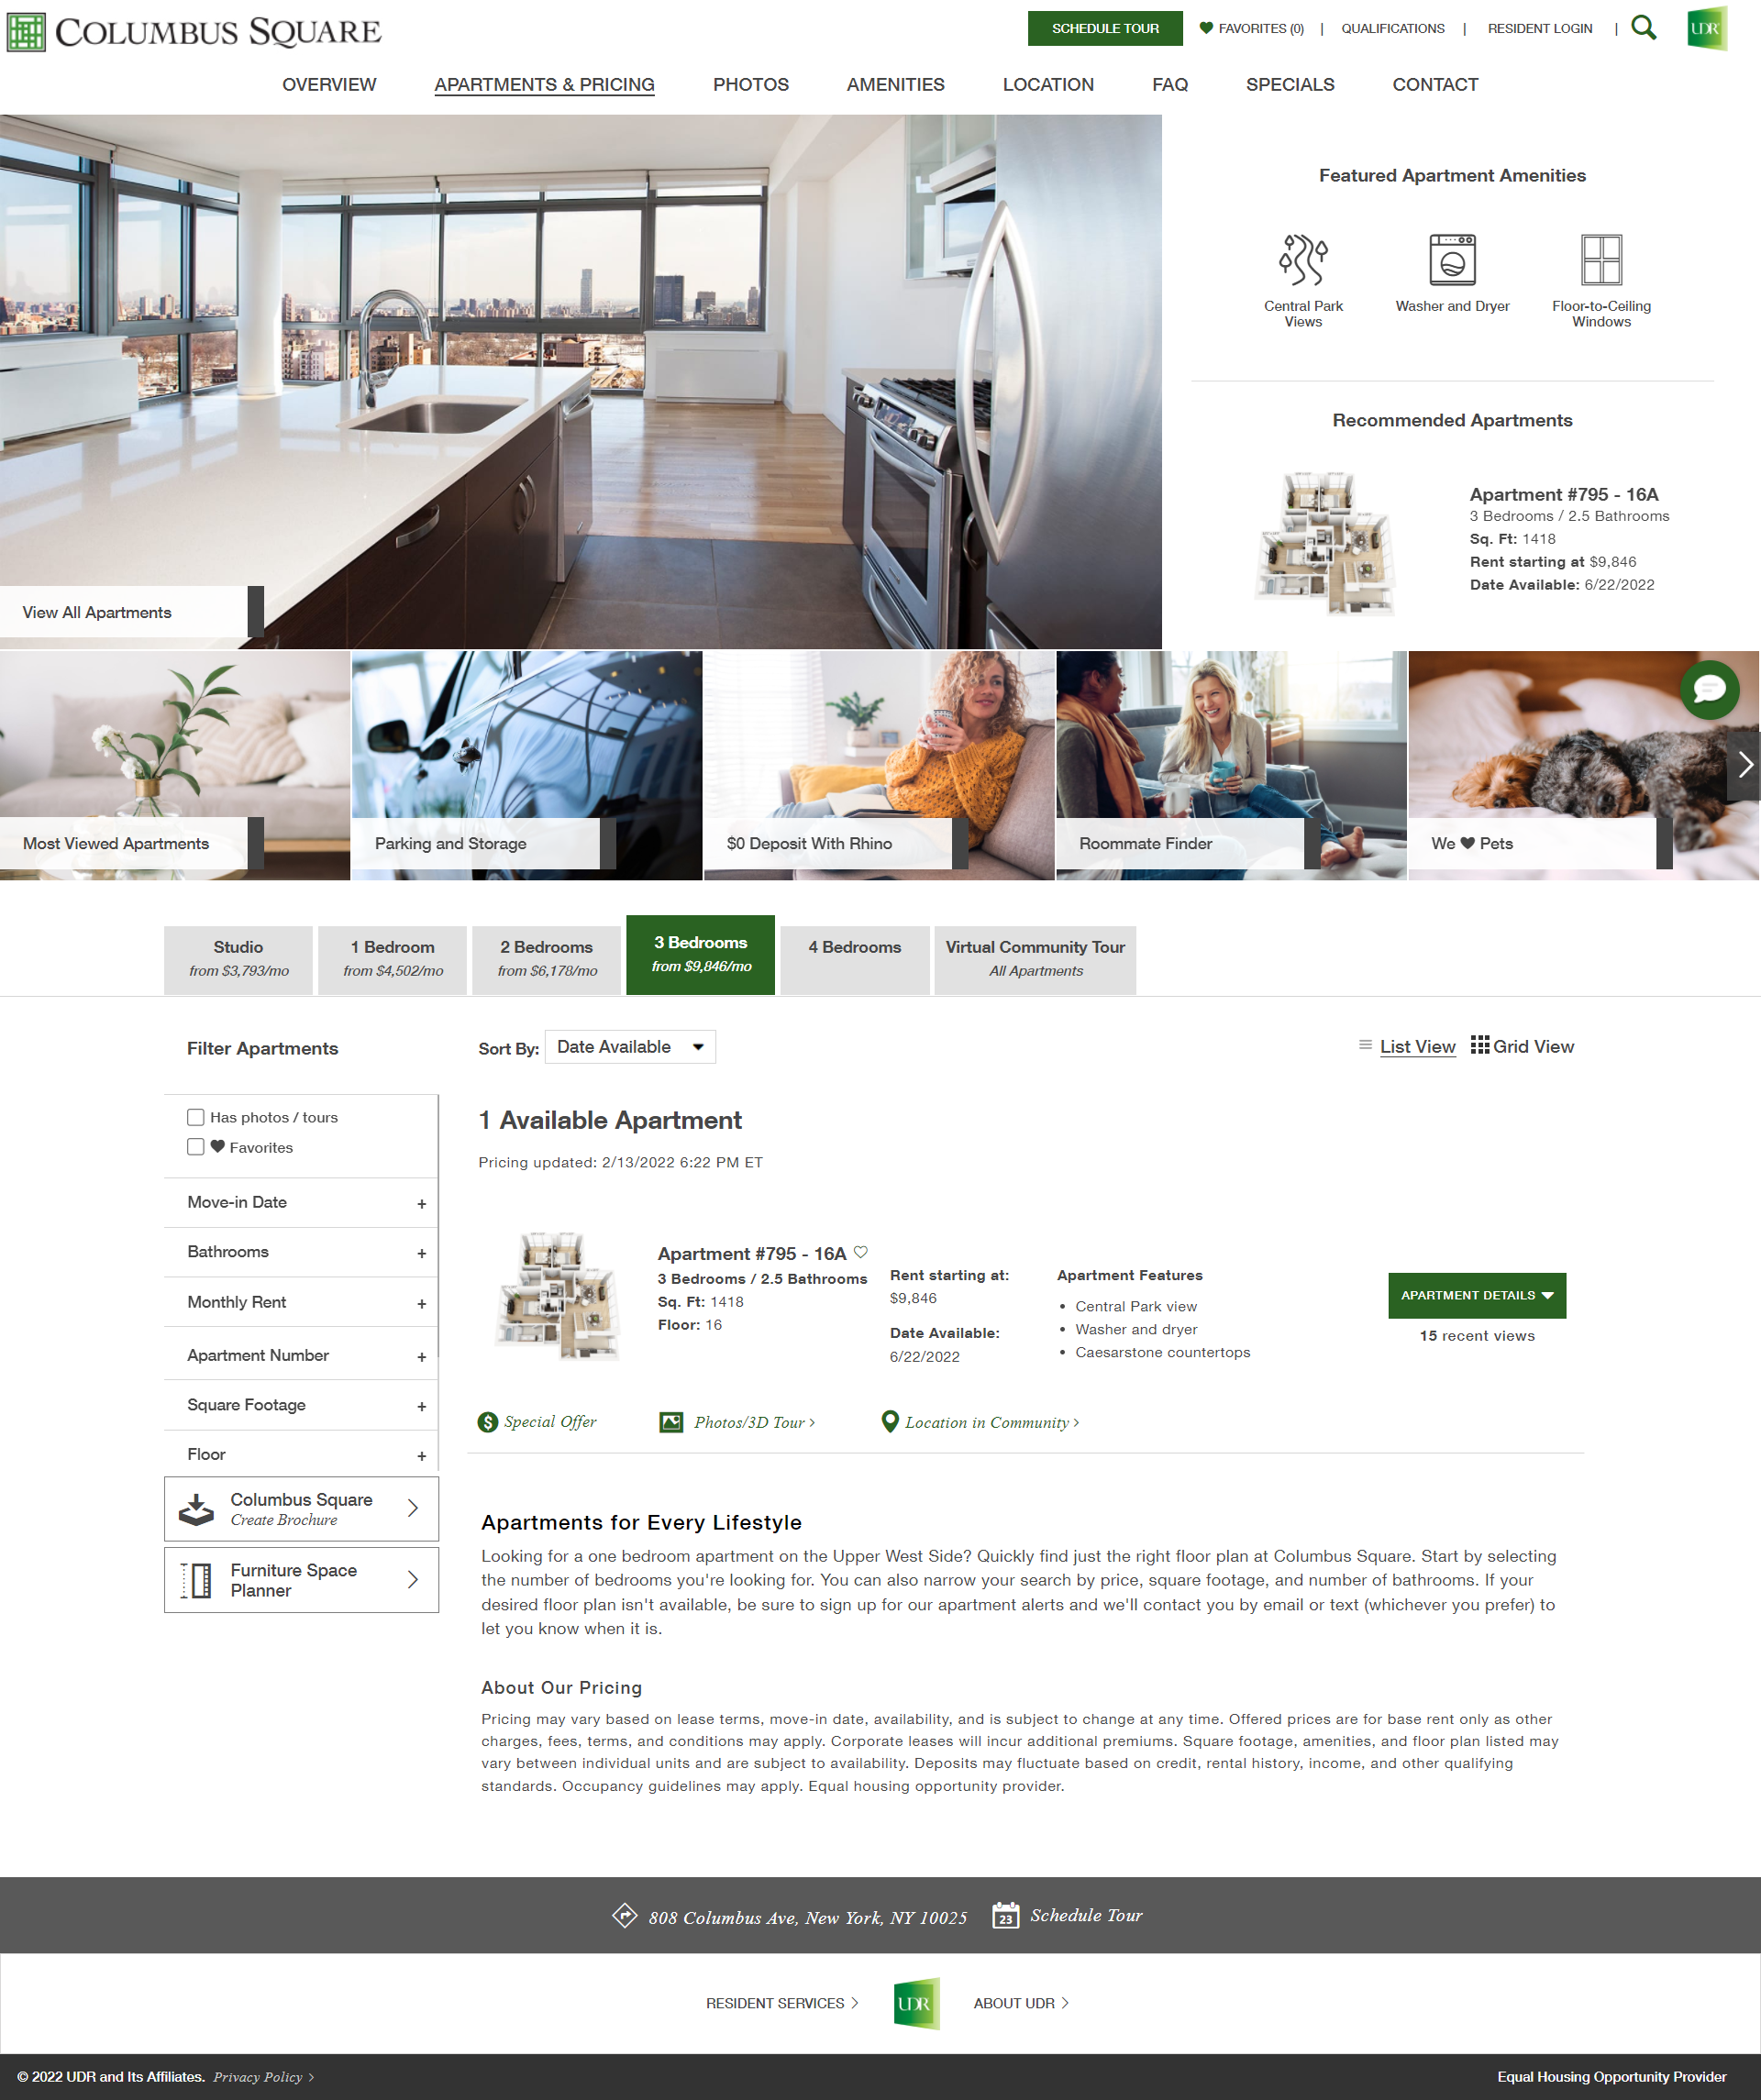 COLUMBUS SQUARE
SCHEDULE TOUR
FAVORITES (0) | QUALIFICATIONS | RESIDENT LOGIN |
UDR
OVERVIEW APARTMENTS & PRICING PHOTOS AMENITIES LOCATION FAQ SPECIALS CONTACT
Featured Apartment Amenities
Central Park Views
Washer and Dryer
Floor-to-Ceiling Windows
Recommended Apartments
Apartment #795 - 16A
3 Bedrooms / 2.5 Bathrooms
Sq. Ft: 1418
Rent starting at $9,846
Date Available: 6/22/2022
View All Apartments
Most Viewed Apartments
Parking and Storage
$0 Deposit With Rhino
Roommate Finder
We ♥ Pets
Studio
from $3,793/mo
1 Bedroom
from $4,502/mo
2 Bedrooms
from $6,178/mo
3 Bedrooms
from $9,846/mo
4 Bedrooms
Virtual Community Tour
All Apartments
Filter Apartments
Sort By: Date Available
List View Grid View
Has photos / tours
Favorites
Move-in Date +
Bathrooms +
Monthly Rent +
Apartment Number +
Square Footage +
Floor +
Columbus Square
Create Brochure
Furniture Space
Planner
1 Available Apartment
Pricing updated: 2/13/2022 6:22 PM ET
Apartment #795 - 16A
3 Bedrooms / 2.5 Bathrooms
Sq. Ft: 1418
Floor: 16
Rent starting at:
$9,846
Date Available:
6/22/2022
Apartment Features
• Central Park view
• Washer and dryer
• Caesarstone countertops
APARTMENT DETAILS
15 recent views
Special Offer
Photos/3D Tour >
Location in Community >
Apartments for Every Lifestyle
Looking for a one bedroom apartment on the Upper West Side? Quickly find just the right floor plan at Columbus Square. Start by selecting
the number of bedrooms you're looking for. You can also narrow your search by price, square footage, and number of bathrooms. If your
desired floor plan isn't available, be sure to sign up for our apartment alerts and we'll contact you by email or text (whichever you prefer) to
let you know when it is.
About Our Pricing
Pricing may vary based on lease terms, move-in date, availability, and is subject to change at any time. Offered prices are for base rent only as other
charges, fees, terms, and conditions may apply. Corporate leases will incur additional premiums. Square footage, amenities, and floor plan listed may
vary between individual units and are subject to availability. Deposits may fluctuate based on credit, rental history, income, and other qualifying
standards. Occupancy guidelines may apply. Equal housing opportunity provider.
808 Columbus Ave, New York, NY 10025
23
Schedule Tour
RESIDENT SERVICES >
UDR
ABOUT UDR >
© 2022 UDR and Its Affiliates. Privacy Policy >
Equal Housing Opportunity Provider